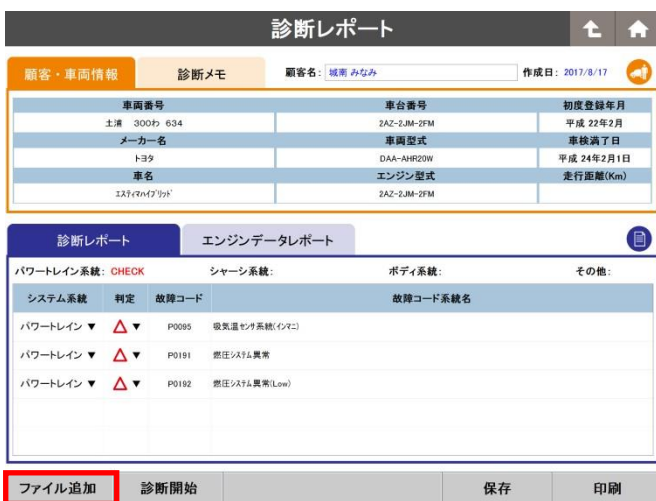 診断レポート
顧客・車両情報 診断メモ 顧客名: 城南 みなみ 作成日: 2017/8/17
車両番号 車台番号 初度登録年月
土浦 300わ 634 2AZ-2JM-2FM 平成 22年2月
メーカー名 車両型式 車検満了日
トヨタ DAA-AHR20W 平成 24年2月1日
車名 エンジン型式 走行距離(Km)
エスティマハイブリッド 2AZ-2JM-2FM
診断レポート エンジンデータレポート
パワートレイン系統: CHECK シャーシ系統: ボディ系統: その他:
システム系統 判定 故障コード 故障コード系統名
パワートレイン ▼ △ ▼ P0095 吸気温センサ系統(インマニ)
パワートレイン ▼ △ ▼ P0191 燃圧システム異常
パワートレイン ▼ △ ▼ P0192 燃圧システム異常(Low)
ファイル追加 診断開始 保存 印刷